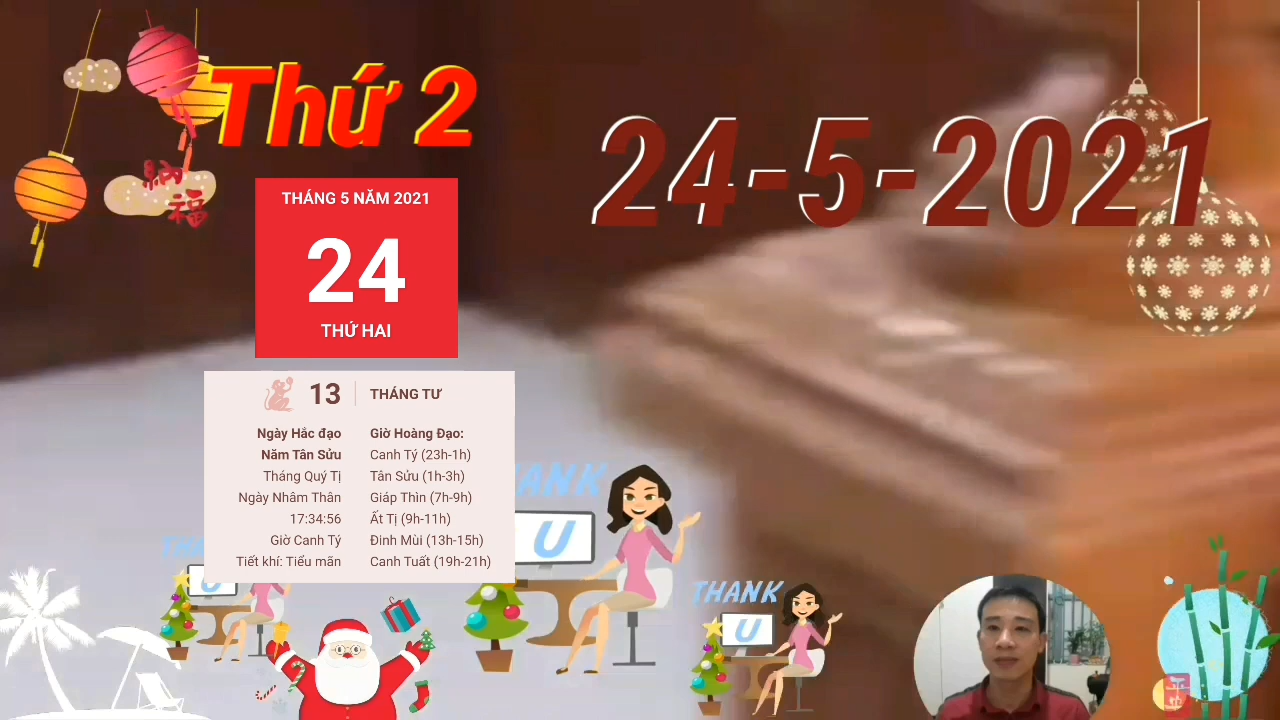 Thứ 2
24-5-2021
納
福
THÁNG 5 NĂM 2021
24
THỨ HAI
13 THÁNG TƯ
Ngày Hắc đạo
Năm Tân Sửu
Tháng Quý Tị
Ngày Nhâm Thân
17:34:56
Giờ Canh Tý
Tiết khí: Tiểu mãn
Giờ Hoàng Đạo:
Canh Tý (23h-1h)
Tân Sửu (1h-3h)
Giáp Thìn (7h-9h)
Ất Tị (9h-11h)
Đinh Mùi (13h-15h)
Canh Tuất (19h-21h)
THANK
U
THANK
U